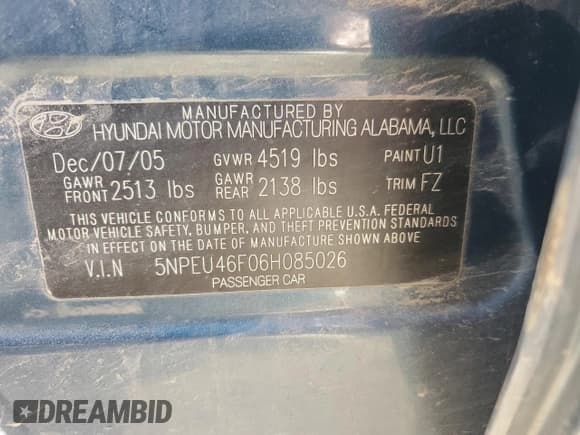 MANUFACTURED BY
HYUNDAI MOTOR MANUFACTURING ALABAMA, LLC
Dec/07/05 GVWR 4519 lbs PAINT U1
GAWR FRONT 2513 lbs GAWR REAR 2138 lbs TRIM FZ
THIS VEHICLE CONFORMS TO ALL APPLICABLE U.S.A. FEDERAL
MOTOR VEHICLE SAFETY, BUMPER, AND THEFT PREVENTION
STANDARDS IN EFFECT ON THE DATE OF MANUFACTURE SHOWN ABOVE
V.I.N 5NPEU46F06H085026
PASSENGER CAR
DREAMBID